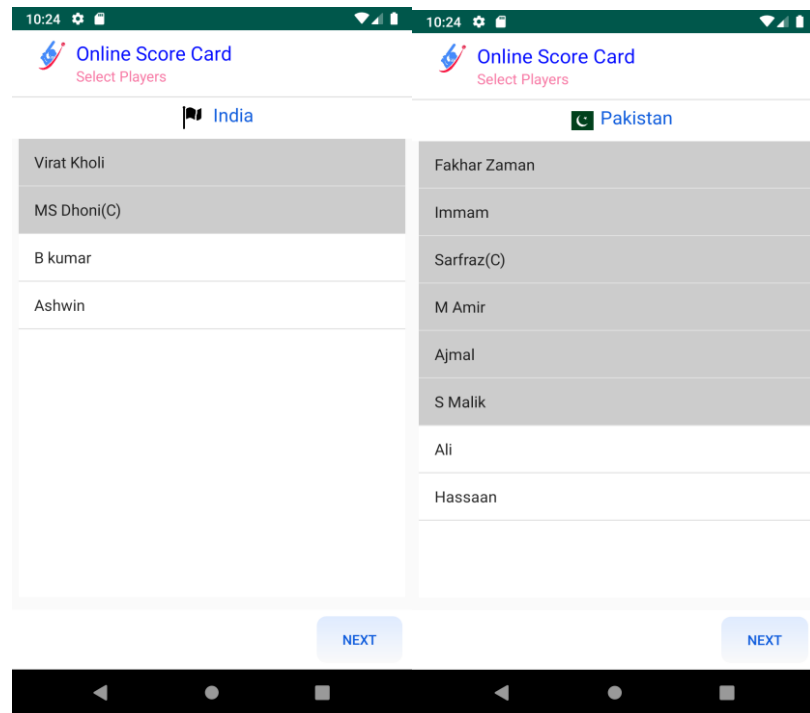 10:24
Online Score Card
Select Players
India
Virat Kholi
MS Dhoni(C)
B kumar
Ashwin
NEXT
10:24
Online Score Card
Select Players
Pakistan
Fakhar Zaman
Immam
Sarfraz(C)
M Amir
Ajmal
S Malik
Ali
Hassaan
NEXT